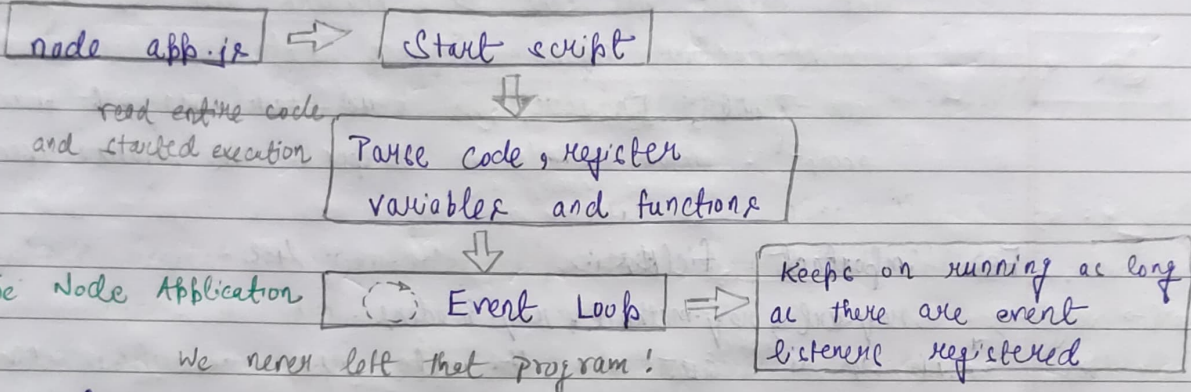 node app.js
Start script
read entire code
and started execation
Parse code, register
variables and functions
Node Application
Event Loop
Keeps on running as long
as there are event
listeners registered
We never left that program!